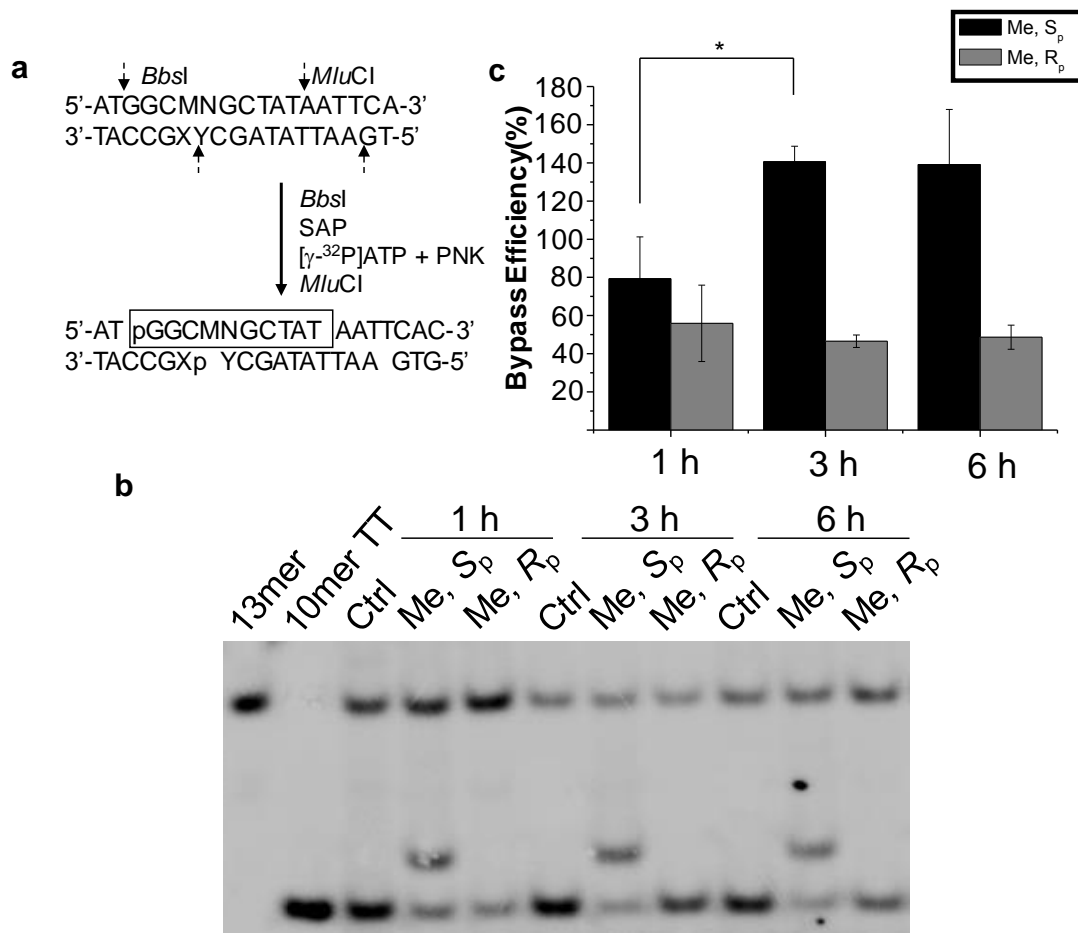 a
BbsI MluCI
5'-ATGGCMNGCTATAATTCA-3'
3'-TACCGXYCGATATTAAGT-5'
BbsI
SAP
[γ-³²P]ATP + PNK
MluCI
5'-AT pGGCMNGCTAT AATTCAC-3'
3'-TACCGXp YCGATATTAA GTG-5'
c
Me, Sp
Me, Rp
*
Bypass Efficiency(%)
180
160
140
120
100
80
60
40
20
1 h 3 h 6 h
b
1 h 3 h 6 h
13mer 10mer TT Ctrl Me, Sp Me, Rp Ctrl Me, Sp Me, Rp Ctrl Me, Sp Me, Rp